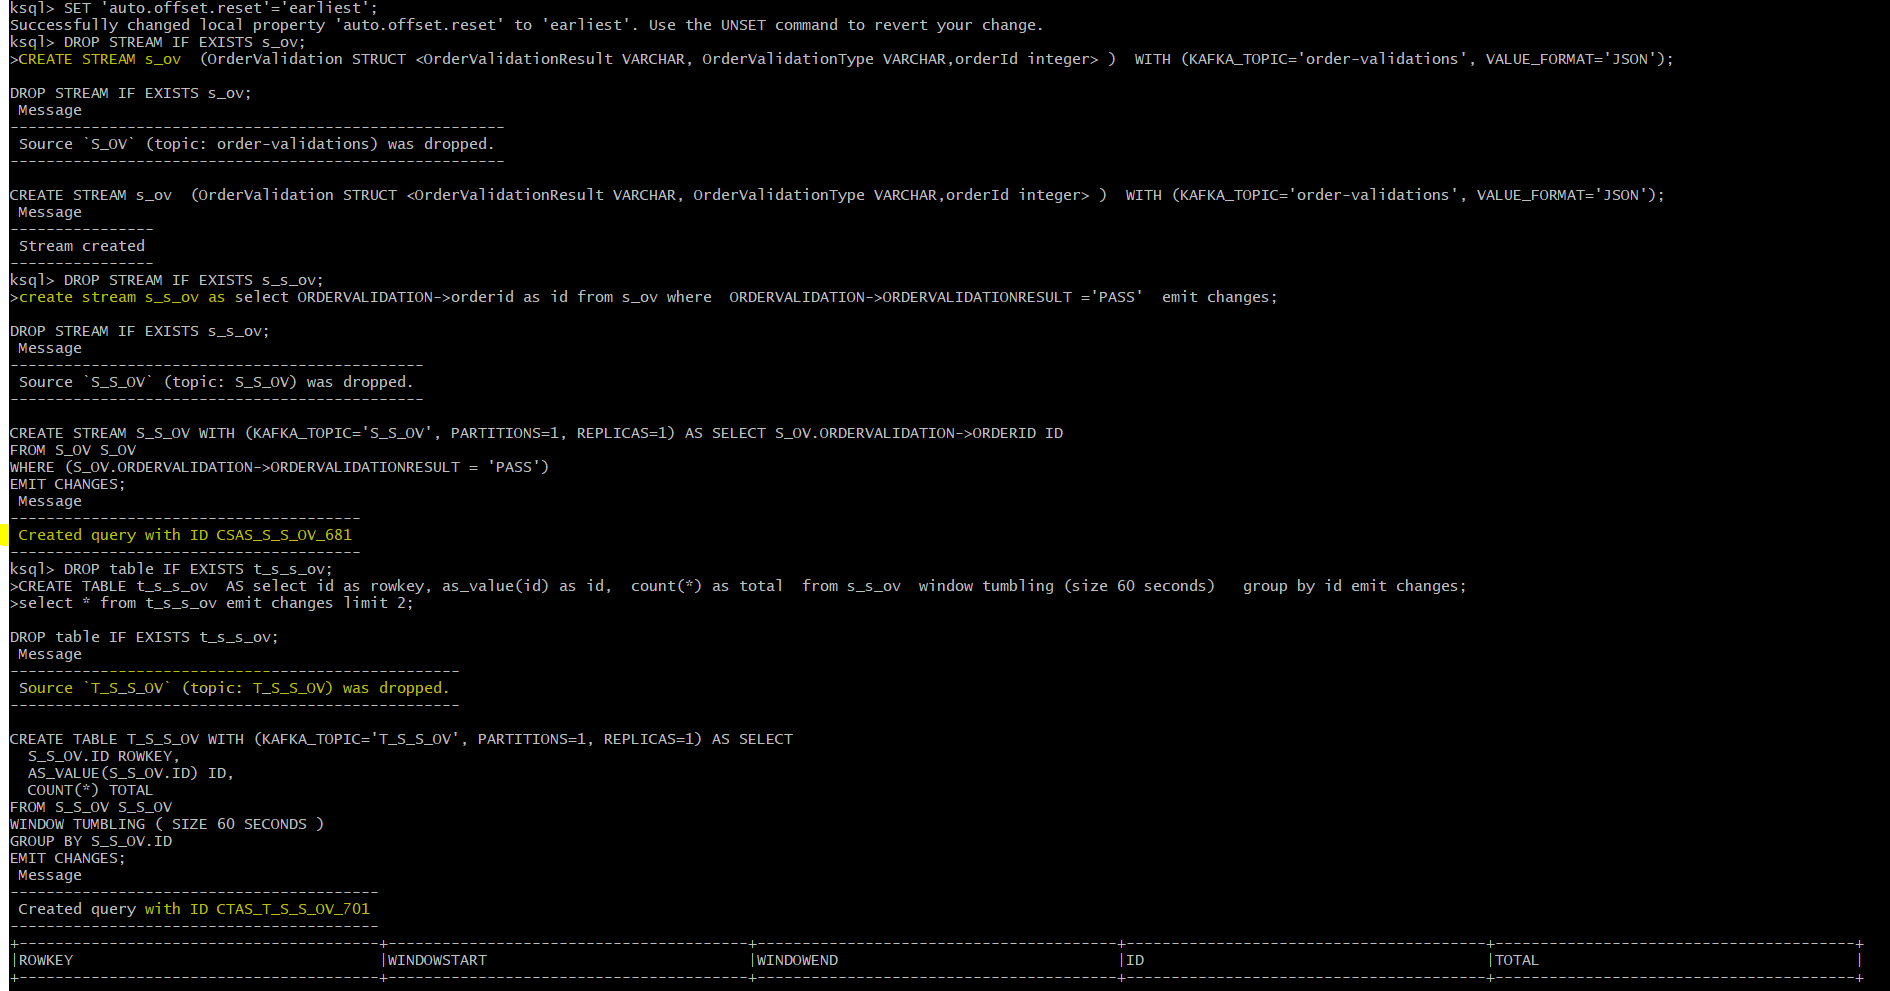 ksql> SET 'auto.offset.reset'='earliest';
Successfully changed local property 'auto.offset.reset' to 'earliest'. Use the UNSET command to revert your change.
ksql> DROP STREAM IF EXISTS s_ov;
>CREATE STREAM s_ov  (OrderValidation STRUCT <OrderValidationResult VARCHAR, OrderValidationType VARCHAR,orderId integer> )  WITH (KAFKA_TOPIC='order-validations', VALUE_FORMAT='JSON');
DROP STREAM IF EXISTS s_ov;
 Message
-------------------------------------------------------
 Source `S_OV` (topic: order-validations) was dropped.
-------------------------------------------------------
CREATE STREAM s_ov  (OrderValidation STRUCT <OrderValidationResult VARCHAR, OrderValidationType VARCHAR,orderId integer> )  WITH (KAFKA_TOPIC='order-validations', VALUE_FORMAT='JSON');
 Message
----------------
 Stream created
----------------
ksql> DROP STREAM IF EXISTS s_s_ov;
>create stream s_s_ov as select ORDERVALIDATION->orderid as id from s_ov where  ORDERVALIDATION->ORDERVALIDATIONRESULT ='PASS'  emit changes;
DROP STREAM IF EXISTS s_s_ov;
 Message
----------------------------------------------
 Source `S_S_OV` (topic: S_S_OV) was dropped.
----------------------------------------------
CREATE STREAM S_S_OV WITH (KAFKA_TOPIC='S_S_OV', PARTITIONS=1, REPLICAS=1) AS SELECT S_OV.ORDERVALIDATION->ORDERID ID
FROM S_OV S_OV
WHERE (S_OV.ORDERVALIDATION->ORDERVALIDATIONRESULT = 'PASS')
EMIT CHANGES;
 Message
---------------------------------------
 Created query with ID CSAS_S_S_OV_681
---------------------------------------
ksql> DROP table IF EXISTS t_s_s_ov;
>CREATE TABLE t_s_s_ov  AS select id as rowkey, as_value(id) as id,  count(*) as total  from s_s_ov  window tumbling (size 60 seconds)   group by id emit changes;
>select * from t_s_s_ov emit changes limit 2;
DROP table IF EXISTS t_s_s_ov;
 Message
--------------------------------------------------
 Source `T_S_S_OV` (topic: T_S_S_OV) was dropped.
--------------------------------------------------
CREATE TABLE T_S_S_OV WITH (KAFKA_TOPIC='T_S_S_OV', PARTITIONS=1, REPLICAS=1) AS SELECT
  S_S_OV.ID ROWKEY,
  AS_VALUE(S_S_OV.ID) ID,
  COUNT(*) TOTAL
FROM S_S_OV S_S_OV
WINDOW TUMBLING ( SIZE 60 SECONDS )
GROUP BY S_S_OV.ID
EMIT CHANGES;
 Message
-----------------------------------------
 Created query with ID CTAS_T_S_S_OV_701
-----------------------------------------
+----------------------------------------+----------------------------------------+----------------------------------------+----------------------------------------+----------------------------------------+
|ROWKEY                                  |WINDOWSTART                             |WINDOWEND                               |ID                                      |TOTAL                                   |
+----------------------------------------+----------------------------------------+----------------------------------------+----------------------------------------+----------------------------------------+